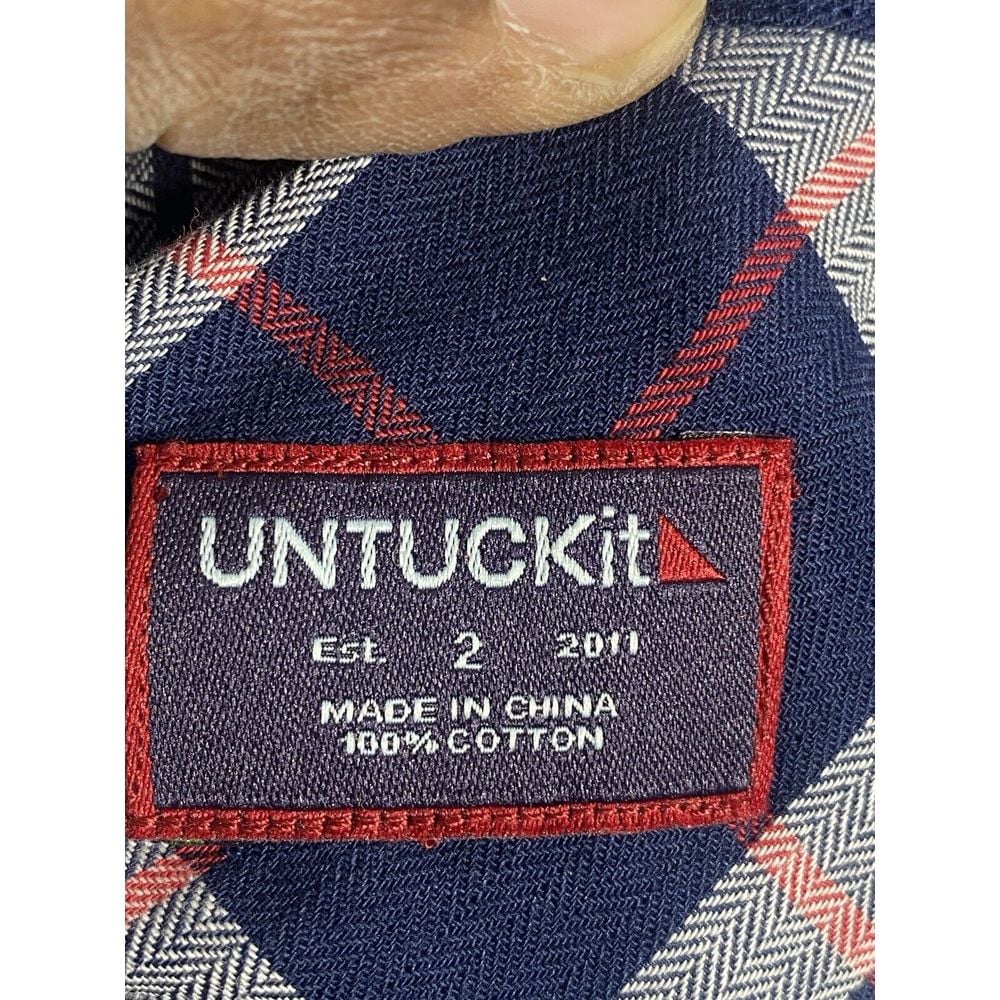 UNTUCKit
Est. 2 2011
MADE IN CHINA
100% COTTON